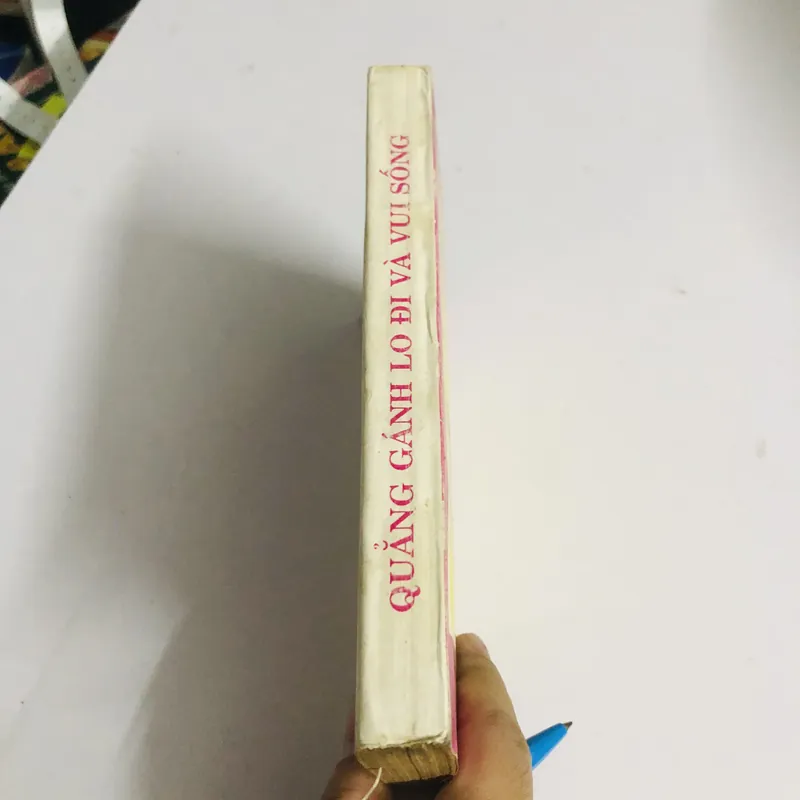 QUẲNG GÁNH LO ĐI VÀ VUI SỐNG